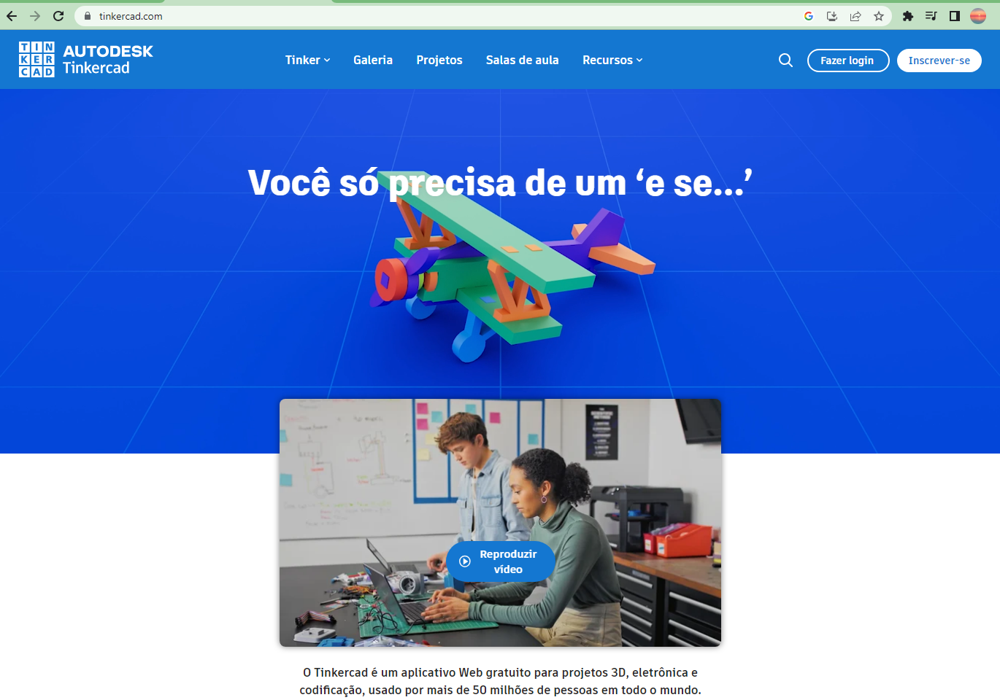 tinkercad.com
TIN
KER
CAD
AUTODESK
Tinkercad
Tinker
Galeria
Projetos
Salas de aula
Recursos
Fazer login
Inscrever-se
Você só precisa de um ‘e se...’
SCIENTIFIC
METHOD
Reproduzir
vídeo
O Tinkercad é um aplicativo Web gratuito para projetos 3D, eletrônica e
codificação, usado por mais de 50 milhões de pessoas em todo o mundo.